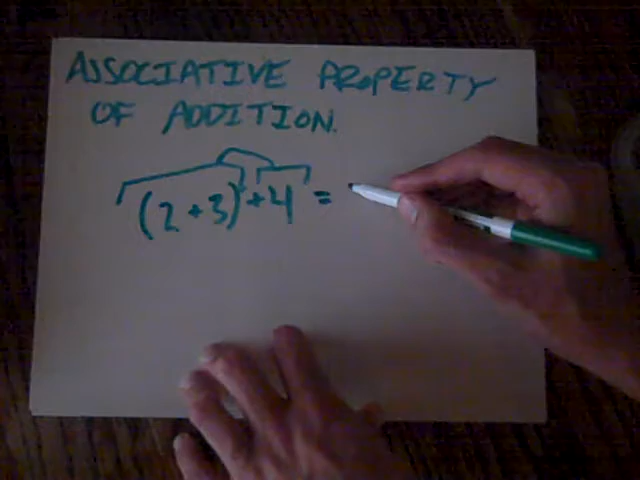 ASSOCIATIVE PROPERTY
OF ADDITION.
(2+3)+4=